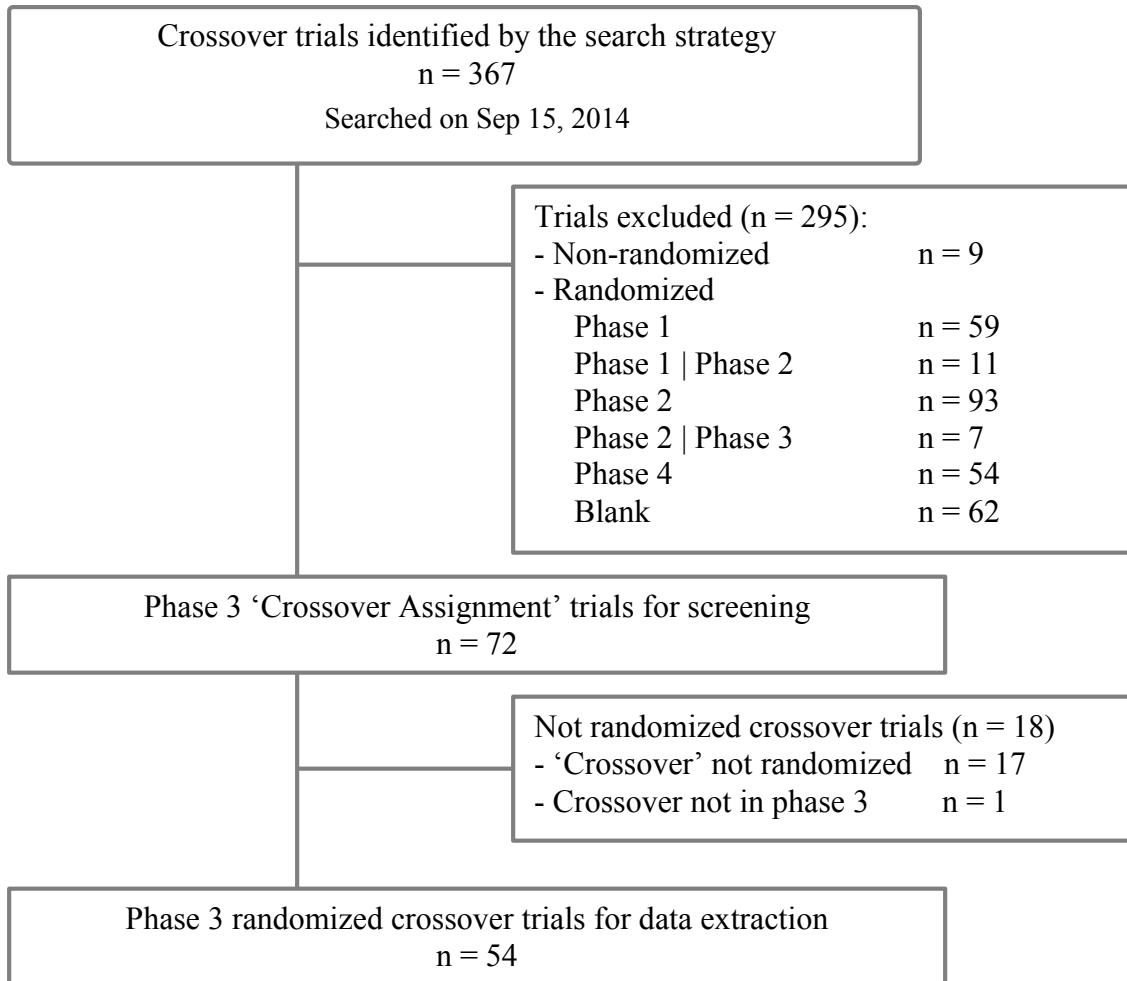 Crossover trials identified by the search strategy
n = 367
Searched on Sep 15, 2014
Trials excluded (n = 295):
- Non-randomized n = 9
- Randomized
Phase 1 n = 59
Phase 1 | Phase 2 n = 11
Phase 2 n = 93
Phase 2 | Phase 3 n = 7
Phase 4 n = 54
Blank n = 62
Phase 3 ‘Crossover Assignment’ trials for screening
n = 72
Not randomized crossover trials (n = 18)
- ‘Crossover’ not randomized n = 17
- Crossover not in phase 3 n = 1
Phase 3 randomized crossover trials for data extraction
n = 54